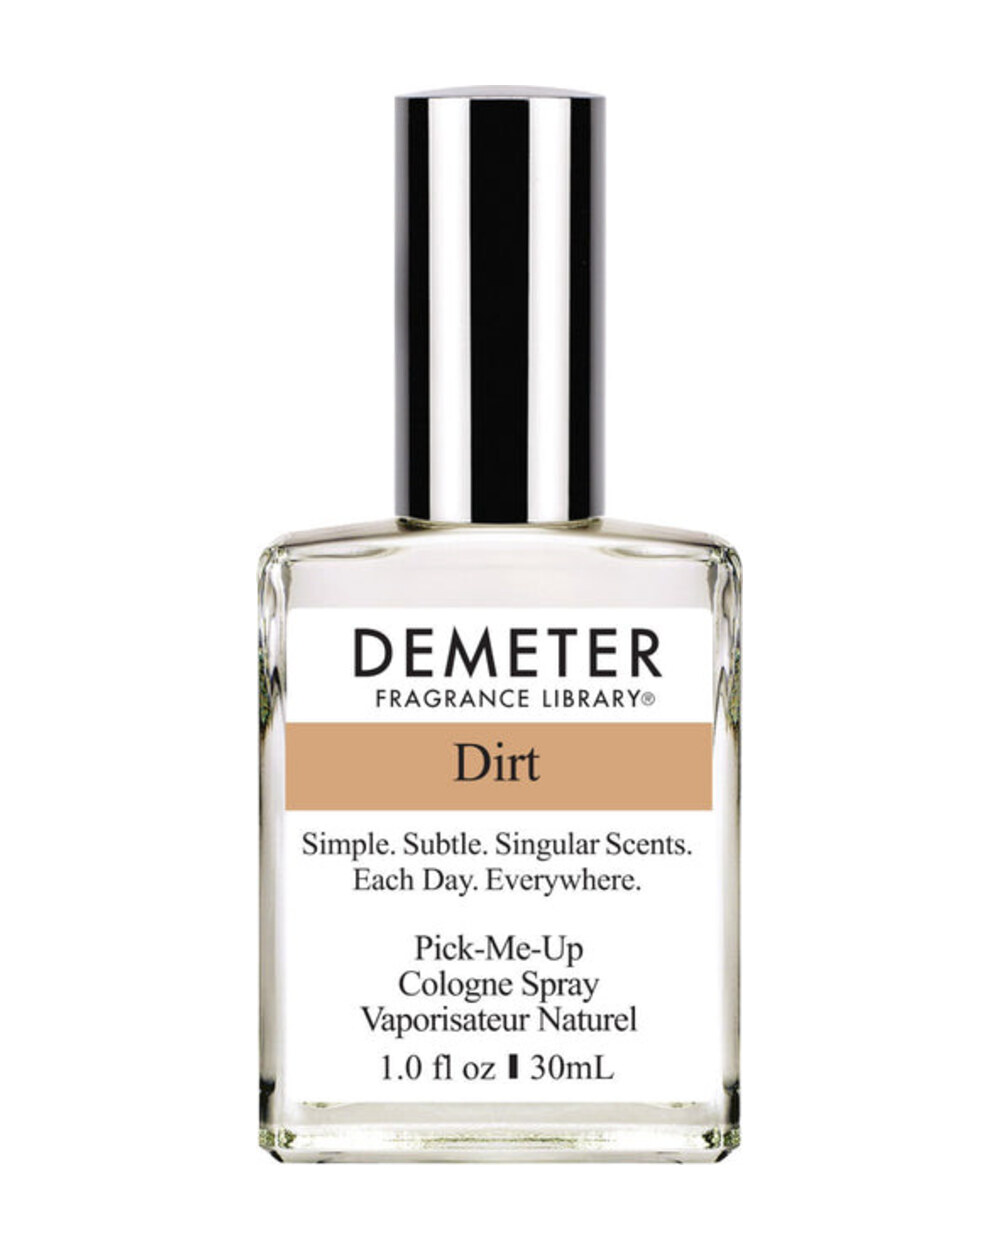 DEMETER
FRAGRANCE LIBRARY®
Dirt
Simple. Subtle. Singular Scents.
Each Day. Everywhere.
Pick-Me-Up
Cologne Spray
Vaporisateur Naturel
1.0 fl oz ▌30mL